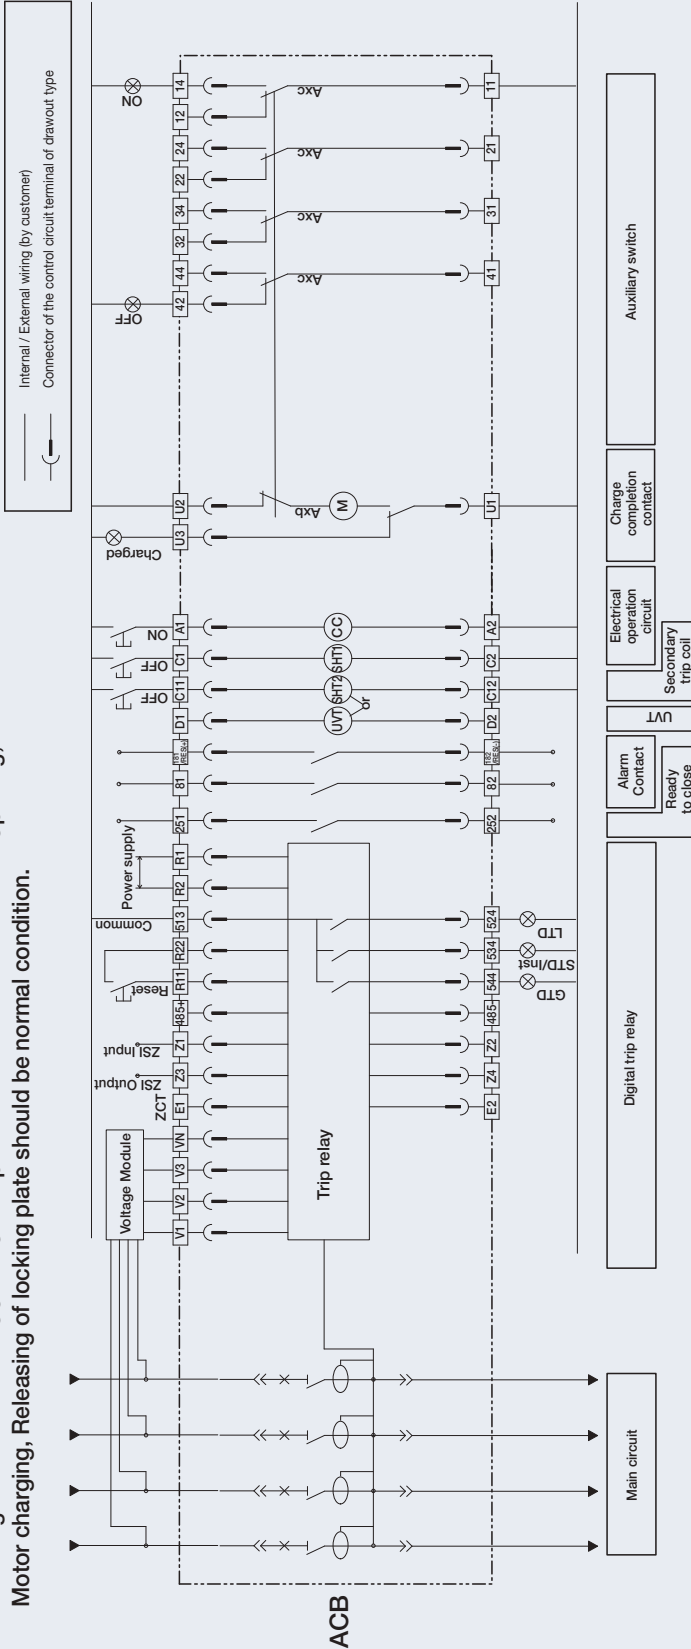 Motor charging, Releasing of locking plate should be normal condition.
Internal / External wiring (by customer)
Connector of the control circuit terminal of drawout type
ACB
Voltage Module
ZCT
ZSI Output
ZSI Input
Reset
Common
Power supply
OFF
OFF
ON
Charged
OFF
ON
V1
V2
V3
VN
E1
Z3
Z1
485+
R11
R22
513
R2
R1
251
81
181
/RES(+)
D1
C11
C1
A1
U3
U2
42
44
32
34
22
24
12
14
Trip relay
UVT
or
SHT2
SHT1
CC
M
Axb
Axc
Axc
Axc
Axc
E2
Z4
Z2
485-
544
534
524
252
82
182
/RES(-)
D2
C12
C2
A2
U1
41
31
21
11
GTD
STD/Inst
LTD
Main circuit
Digital trip relay
Ready
to close
Alarm
Contact
UVT
Secondary
trip coil
Electrical
operation
circuit
Charge
completion
contact
Auxiliary switch